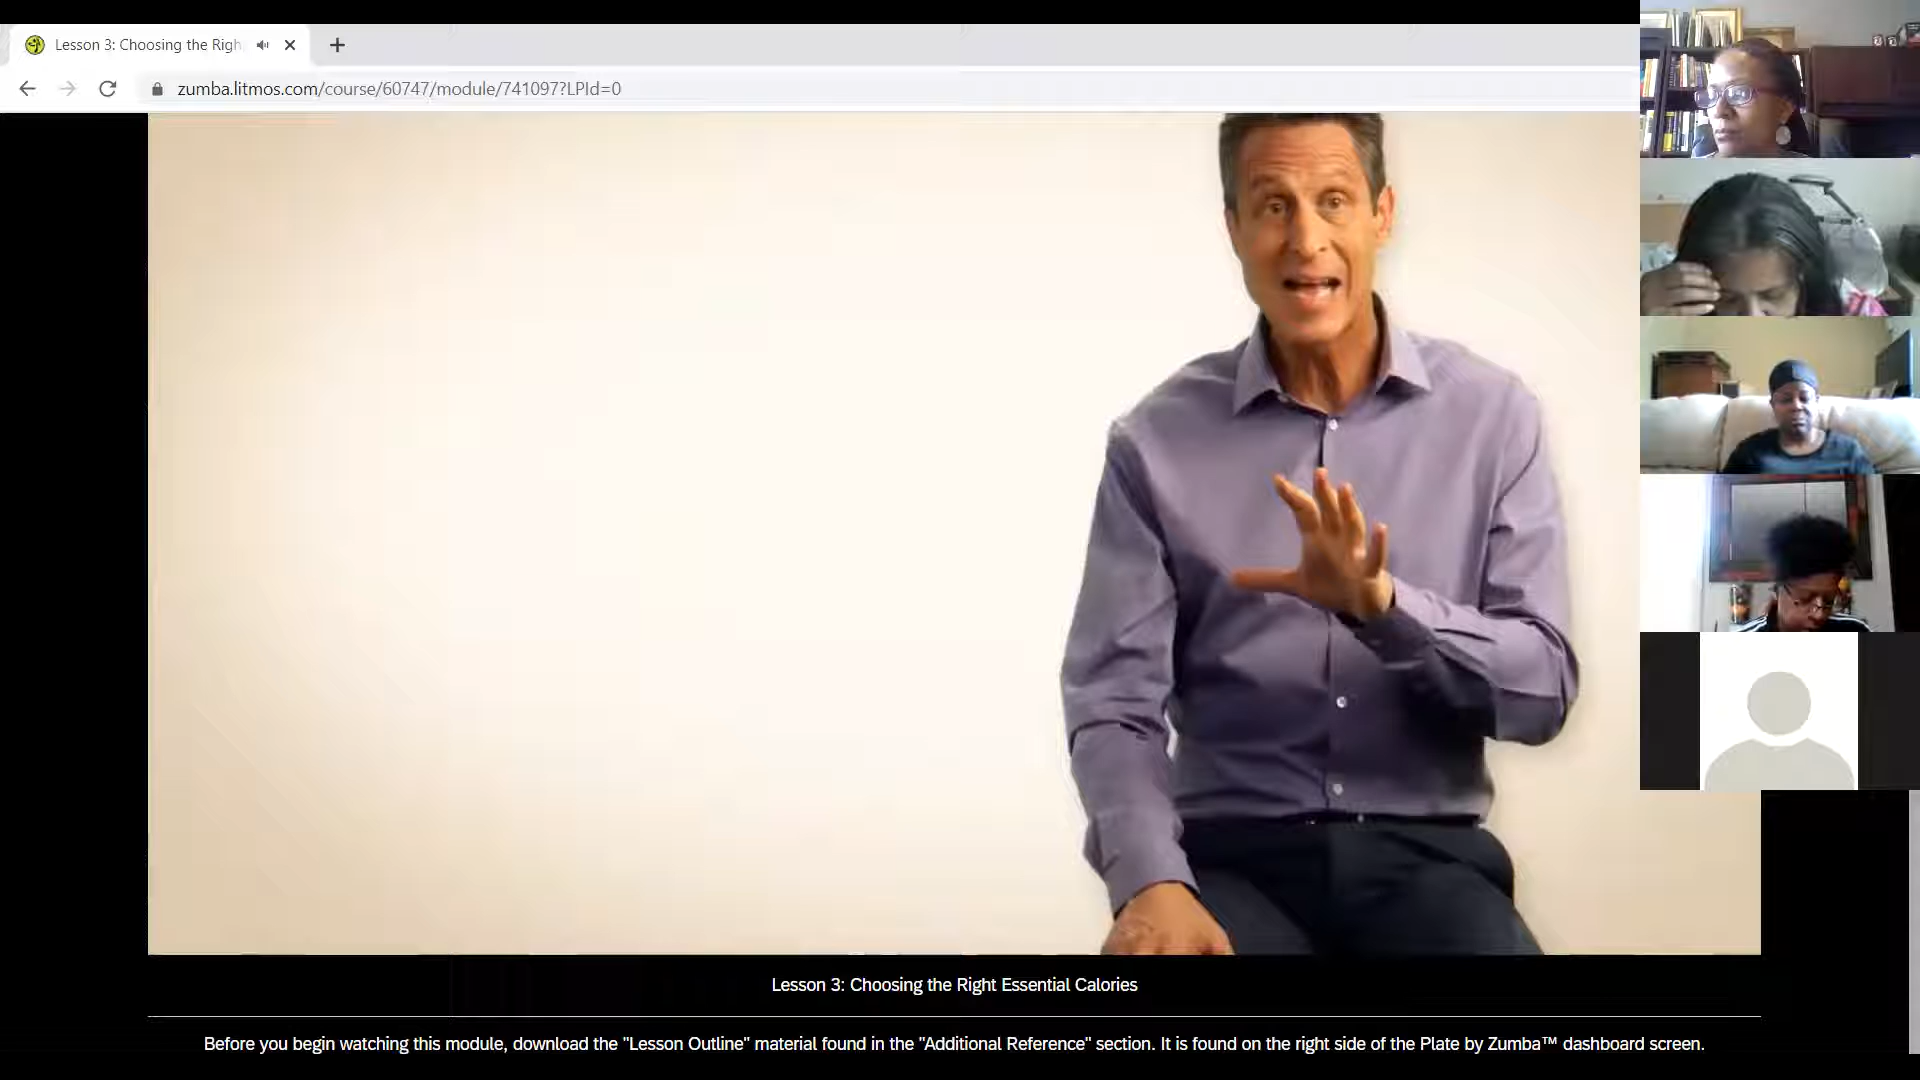 Lesson 3: Choosing the Righ
zumba.litmos.com/course/60747/module/741097?LPId=0
Lesson 3: Choosing the Right Essential Calories
Before you begin watching this module, download the "Lesson Outline" material found in the "Additional Reference" section. It is found on the right side of the Plate by Zumba™ dashboard screen.